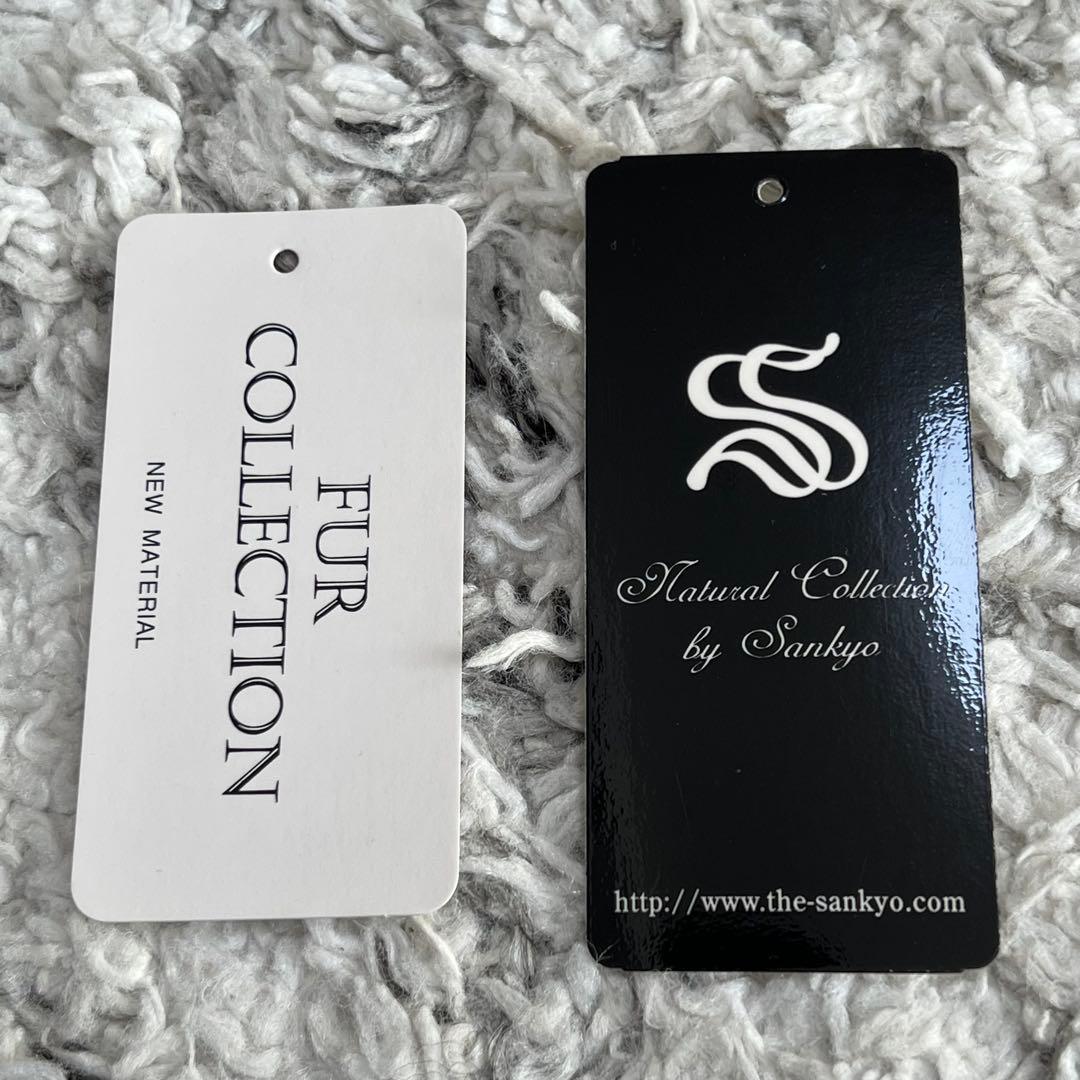 FUR
COLLECTION
NEW MATERIAL
S
Natural Collection
by Sankyo
http://www.the-sankyo.com